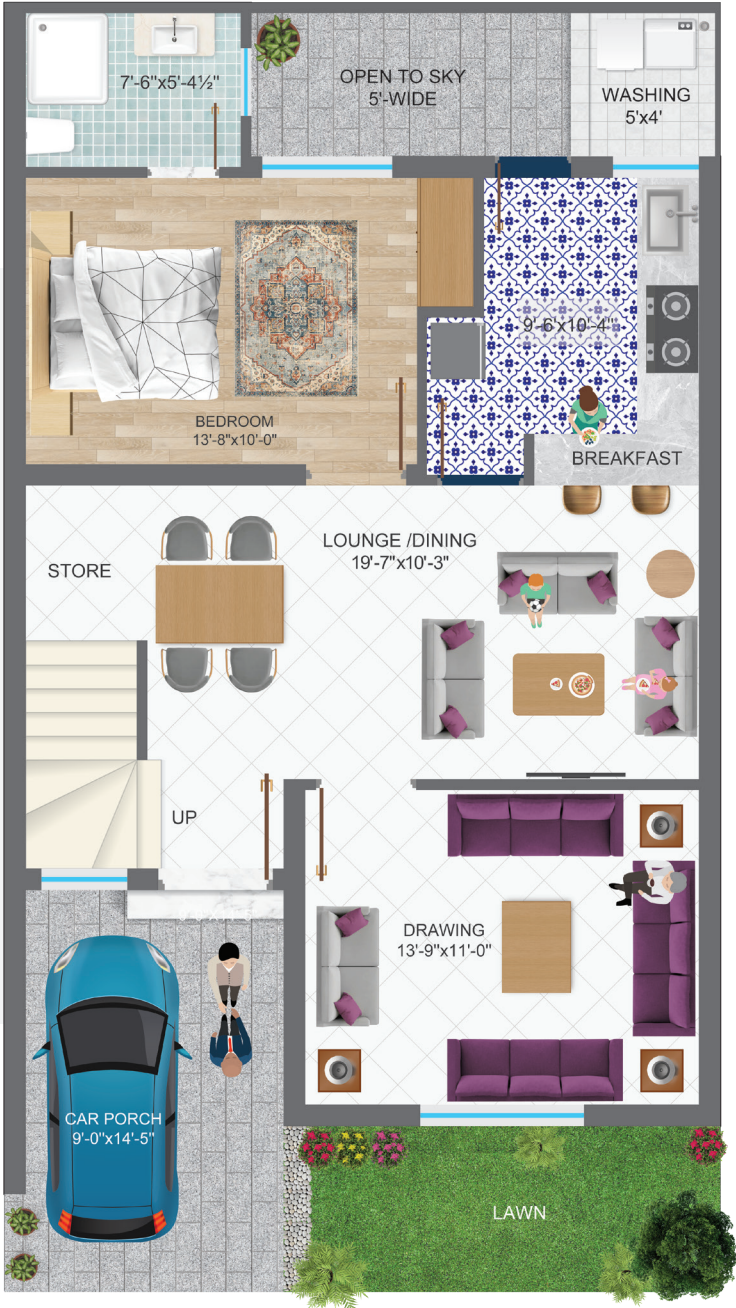 7'-6"x5'-4½"
OPEN TO SKY
5'-WIDE
WASHING
5'x4'
9'-6'x10'-4"
BEDROOM
13'-8"x10'-0"
BREAKFAST
LOUNGE /DINING
19'-7"x10'-3"
STORE
UP
DRAWING
13'-9"x11'-0"
CAR PORCH
9'-0"x14'-5"
LAWN